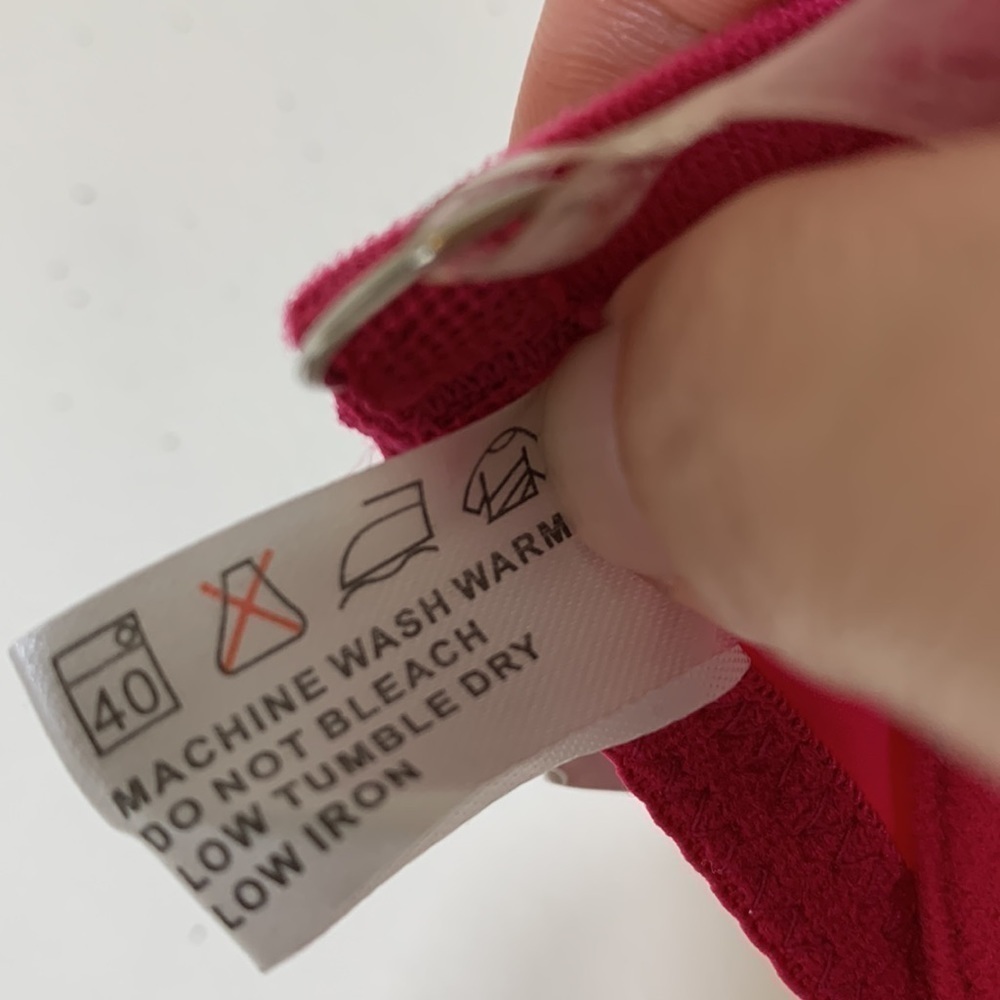 40
MACHINE WASH WARM
DO NOT BLEACH
LOW TUMBLE DRY
LOW IRON